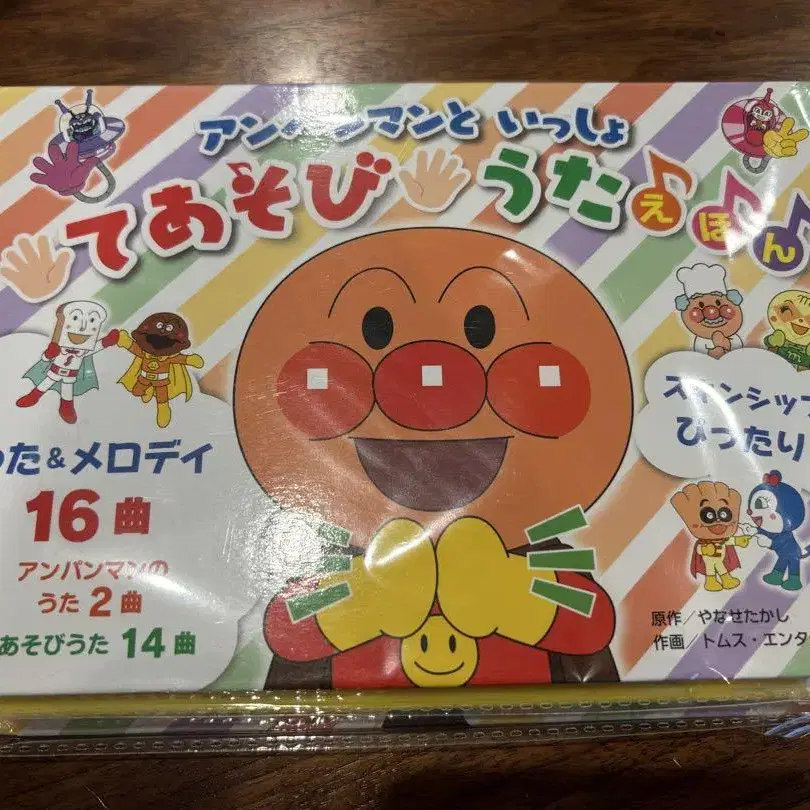 アンパンマンと いっしょ
てあそび うた えほん
うた&メロディ
16曲
アンパンマンの
うた 2曲
あそびうた 14曲
スキンシップ
ぴったり
原作/やなせたかし
作画/トムス・エンタ